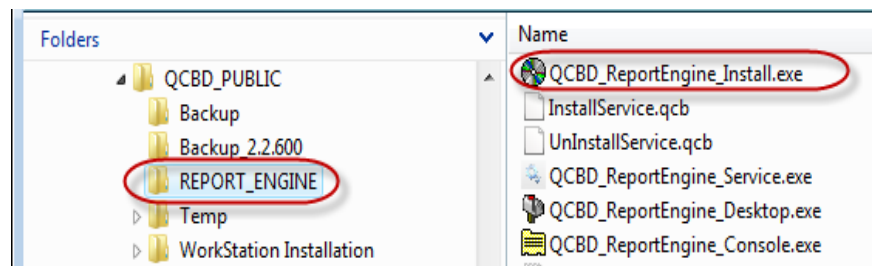 Folders
QCBD_PUBLIC
Backup
Backup_2.2.600
REPORT_ENGINE
Temp
WorkStation Installation
Name
QCBD_ReportEngine_Install.exe
InstallService.qcb
UnInstallService.qcb
QCBD_ReportEngine_Service.exe
QCBD_ReportEngine_Desktop.exe
QCBD_ReportEngine_Console.exe